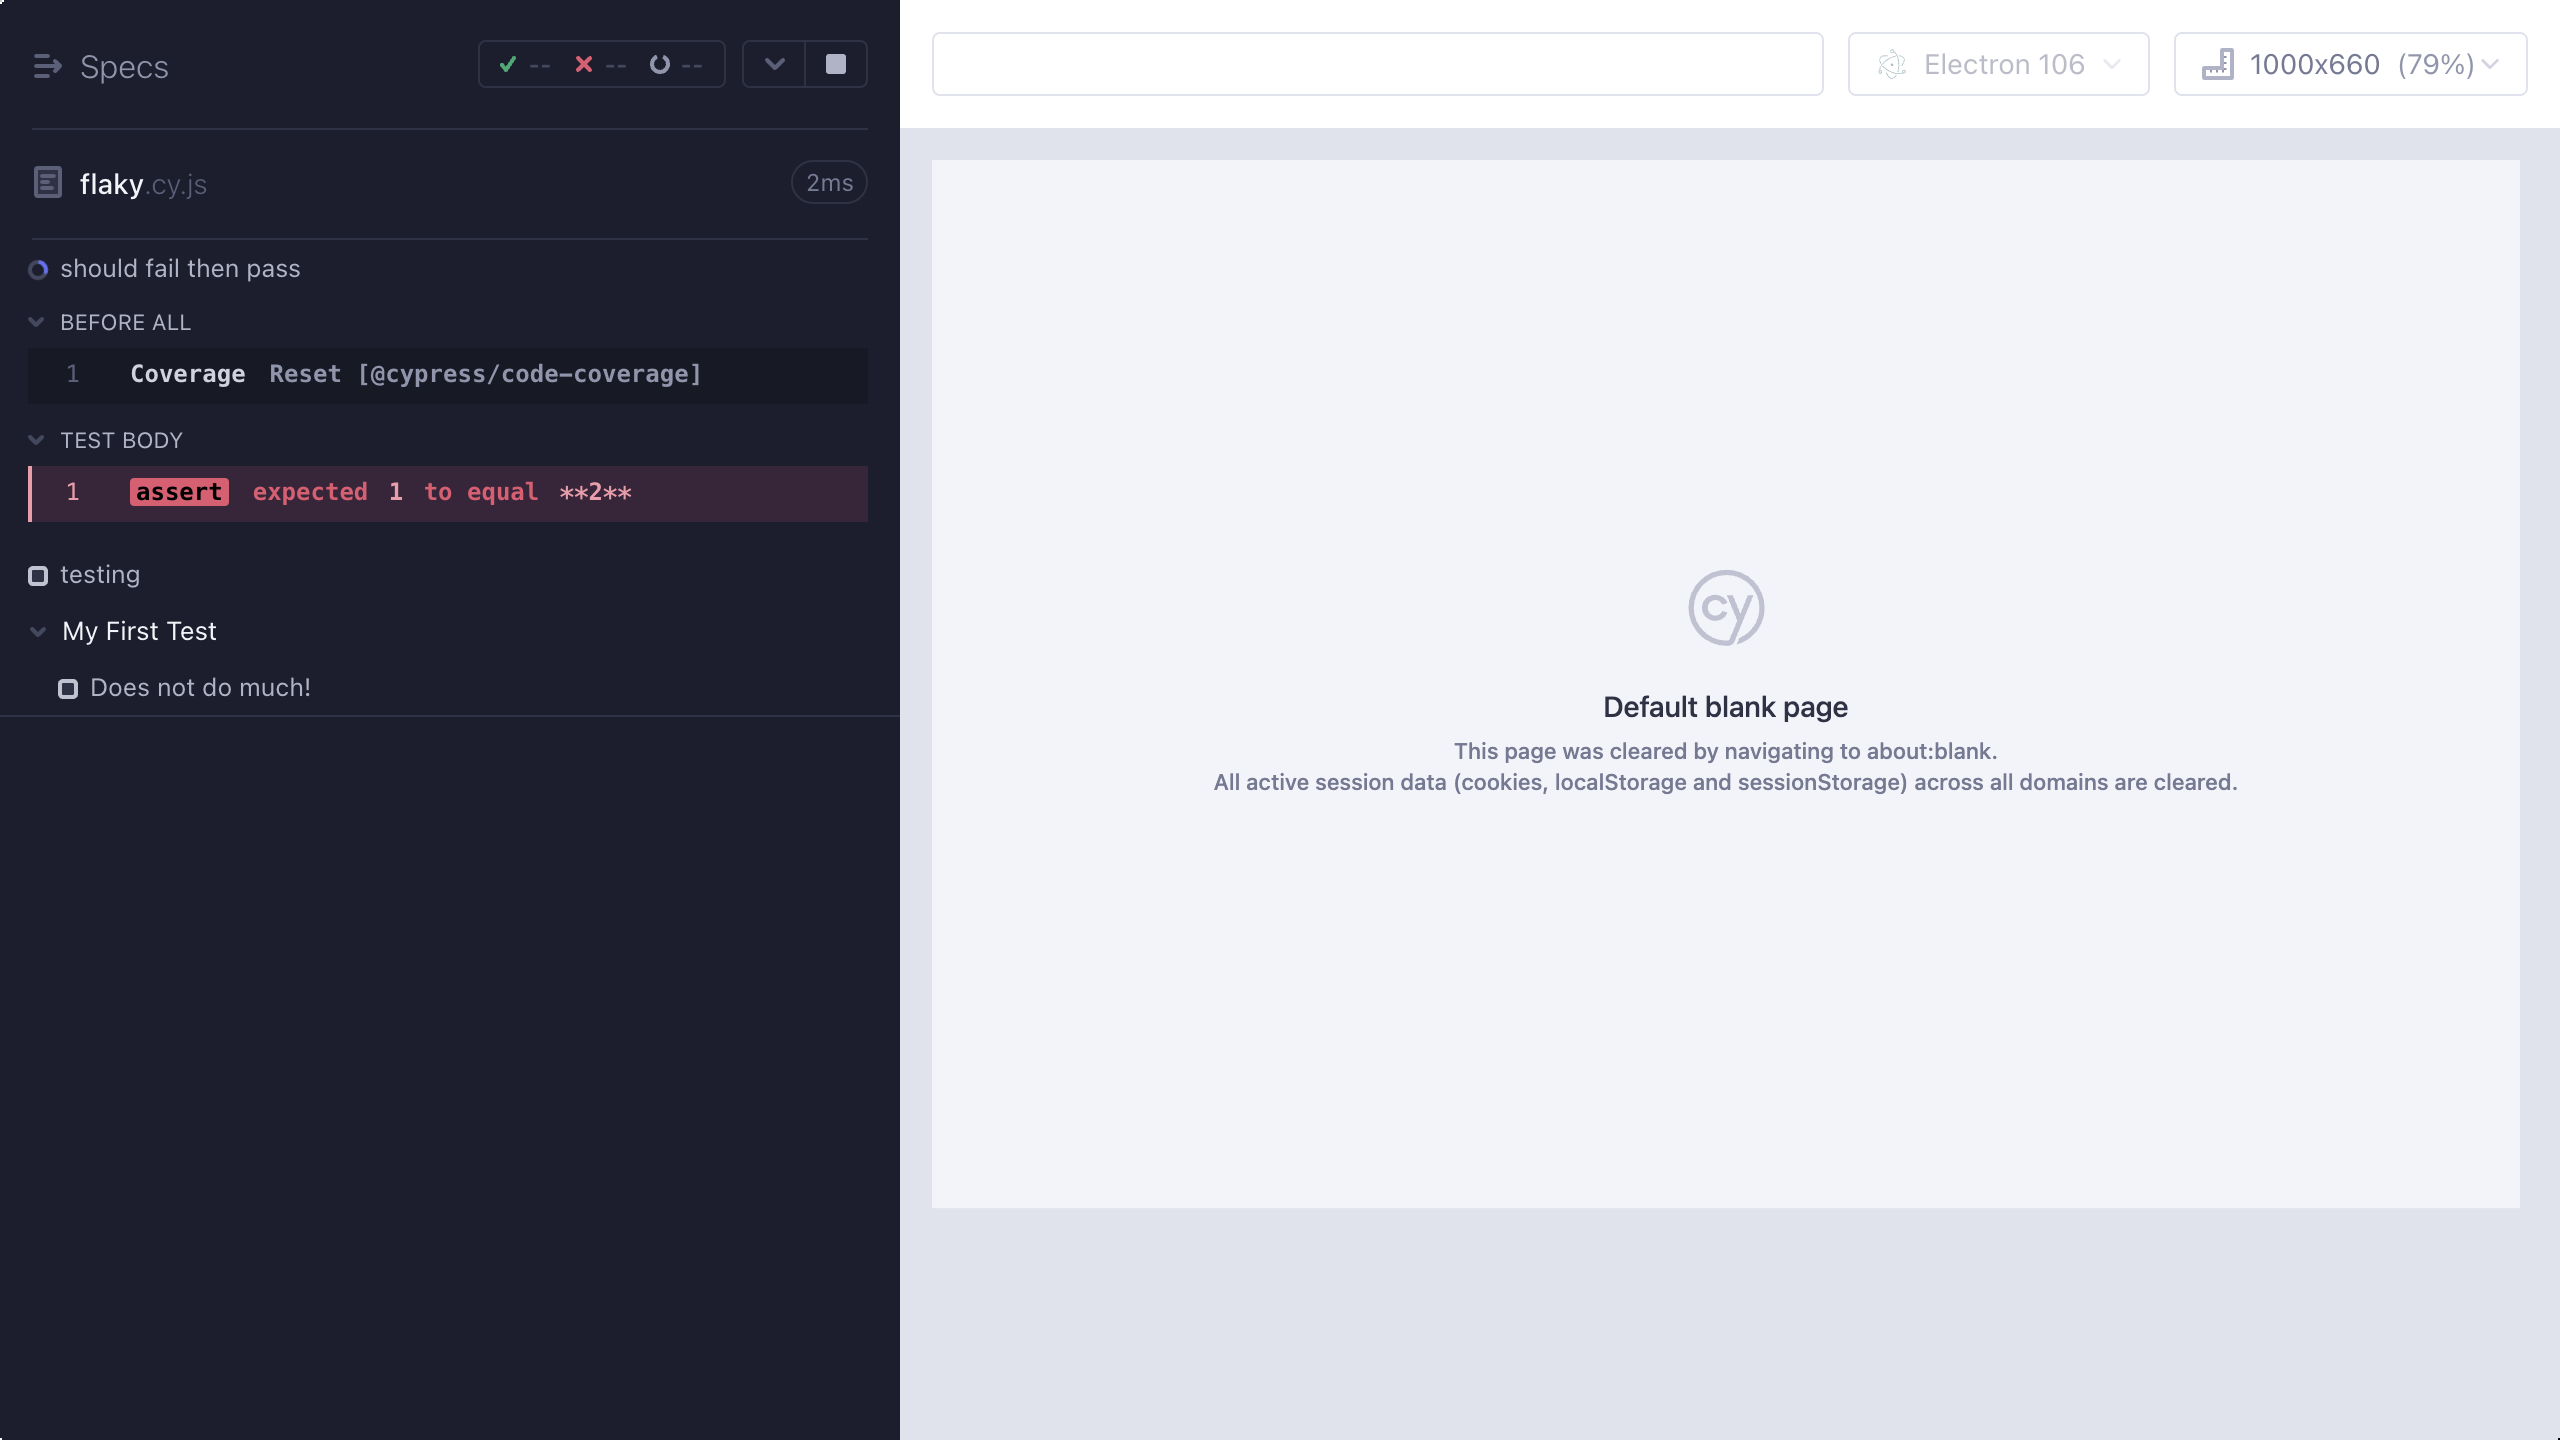 Specs -- -- --
flaky.cy.js 2ms
should fail then pass
BEFORE ALL
1 Coverage Reset [@cypress/code-coverage]
TEST BODY
1 assert expected 1 to equal **2**
testing
My First Test
Does not do much!
Electron 106 1000x660 (79%)
cy
Default blank page
This page was cleared by navigating to about:blank.
All active session data (cookies, localStorage and sessionStorage) across all domains are cleared.